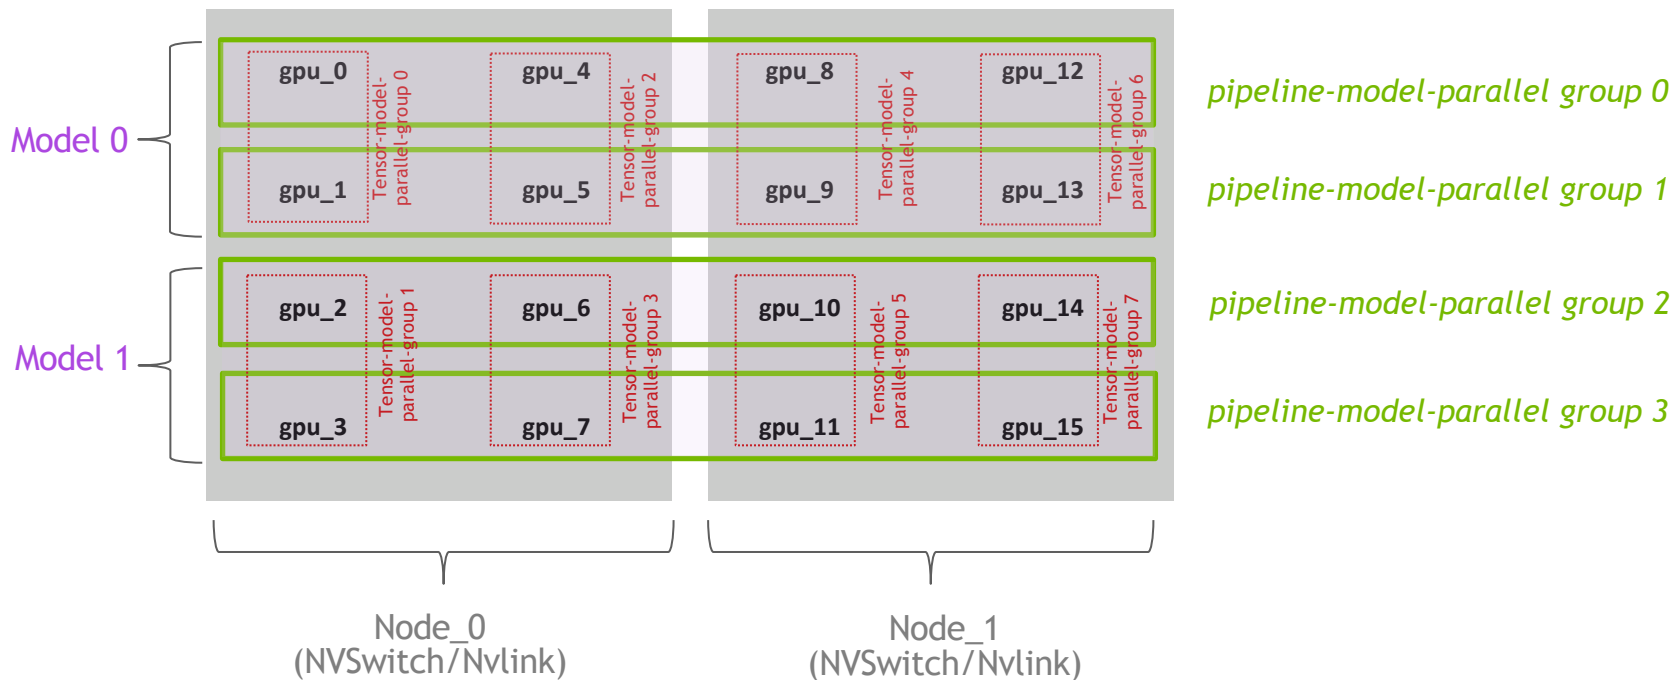 gpu_0
gpu_4
gpu_8
gpu_12
Tensor-model-
parallel-group 0
Tensor-model-
parallel-group 2
Tensor-model-
parallel-group 4
Tensor-model-
parallel-group 6
pipeline-model-parallel group 0
Model 0
gpu_1
gpu_5
gpu_9
gpu_13
pipeline-model-parallel group 1
gpu_2
gpu_6
gpu_10
gpu_14
Tensor-model-
parallel-group 1
Tensor-model-
parallel-group 3
Tensor-model-
parallel-group 5
Tensor-model-
parallel-group 7
pipeline-model-parallel group 2
Model 1
gpu_3
gpu_7
gpu_11
gpu_15
pipeline-model-parallel group 3
Node_0
(NVSwitch/Nvlink)
Node_1
(NVSwitch/Nvlink)